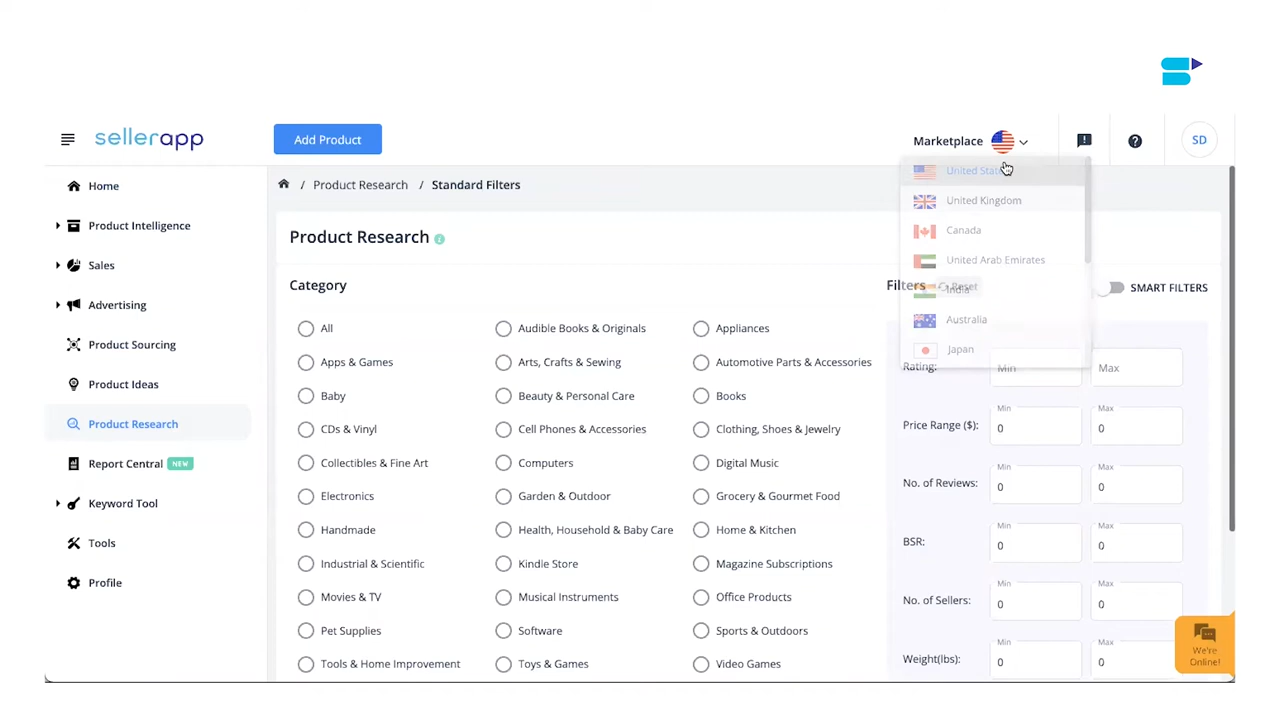 sellerapp
Add Product
Marketplace
SD
Home
Product Intelligence
Sales
Advertising
Product Sourcing
Product Ideas
Product Research
Report Central NEW
Keyword Tool
Tools
Profile
/ Product Research / Standard Filters
Product Research
United States
United Kingdom
Canada
United Arab Emirates
India
Australia
Japan
Category
Filters Reset SMART FILTERS
All Audible Books & Originals Appliances
Apps & Games Arts, Crafts & Sewing Automotive Parts & Accessories
Baby Beauty & Personal Care Books
CDs & Vinyl Cell Phones & Accessories Clothing, Shoes & Jewelry
Collectibles & Fine Art Computers Digital Music
Electronics Garden & Outdoor Grocery & Gourmet Food
Handmade Health, Household & Baby Care Home & Kitchen
Industrial & Scientific Kindle Store Magazine Subscriptions
Movies & TV Musical Instruments Office Products
Pet Supplies Software Sports & Outdoors
Tools & Home Improvement Toys & Games Video Games
Rating: Min Max
Min Max
Price Range ($): 0 0
Min Max
No. of Reviews: 0 0
Min Max
BSR: 0 0
Min Max
No. of Sellers: 0 0
Min Max
Weight(lbs): 0 0
We're
Online!